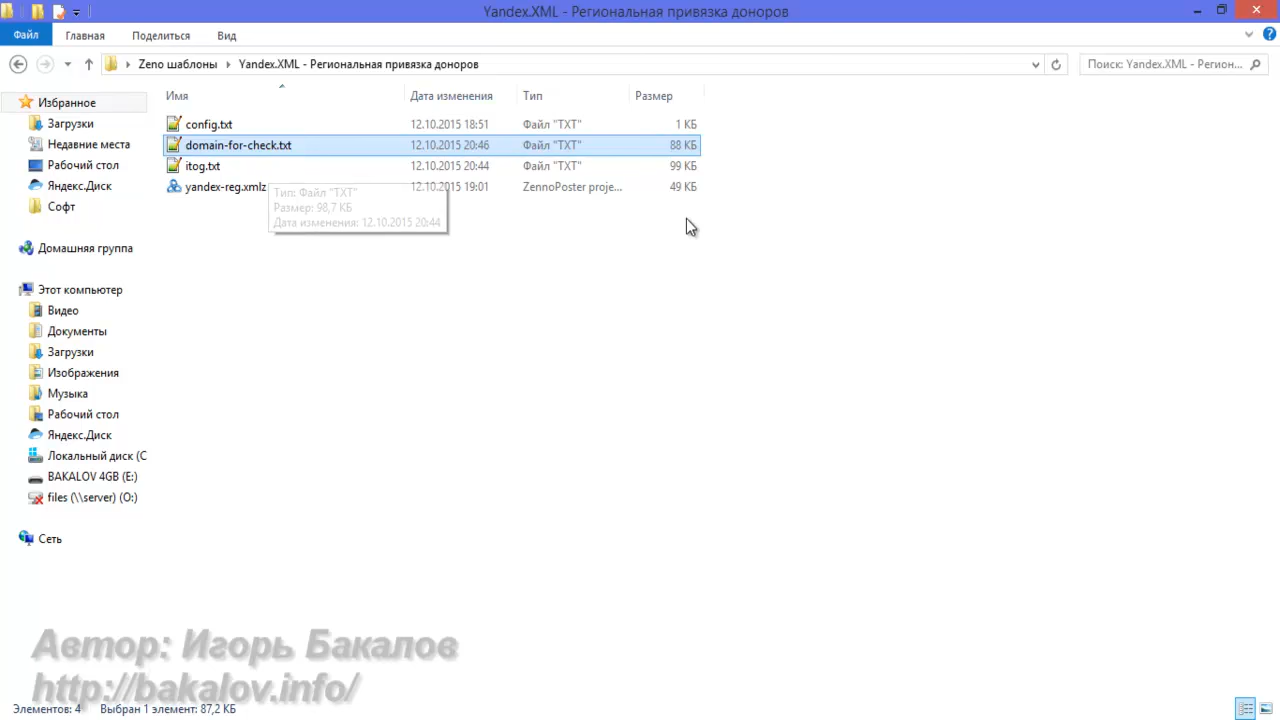 Yandex.XML - Региональная привязка доноров
Файл Главная Поделиться Вид
Zeno шаблоны Yandex.XML - Региональная привязка доноров Поиск: Yandex.XML - Регион...
Имя Дата изменения Тип Размер
config.txt 12.10.2015 18:51 Файл "TXT" 1 КБ
domain-for-check.txt 12.10.2015 20:46 Файл "TXT" 88 КБ
itog.txt 12.10.2015 20:44 Файл "TXT" 99 КБ
yandex-reg.xmlz 12.10.2015 19:01 ZennoPoster proje... 49 КБ
Тип: Файл "TXT"
Размер: 98,7 КБ
Дата изменения: 12.10.2015 20:44
Избранное
Загрузки
Недавние места
Рабочий стол
Яндекс.Диск
Софт
Домашняя группа
Этот компьютер
Видео
Документы
Загрузки
Изображения
Музыка
Рабочий стол
Яндекс.Диск
Локальный диск (C
BAKALOV 4GB (E:)
files (\\server) (O:)
Сеть
Автор: Игорь Бакалов
http://bakalov.info/
Элементов: 4 Выбран 1 элемент: 87,2 КБ